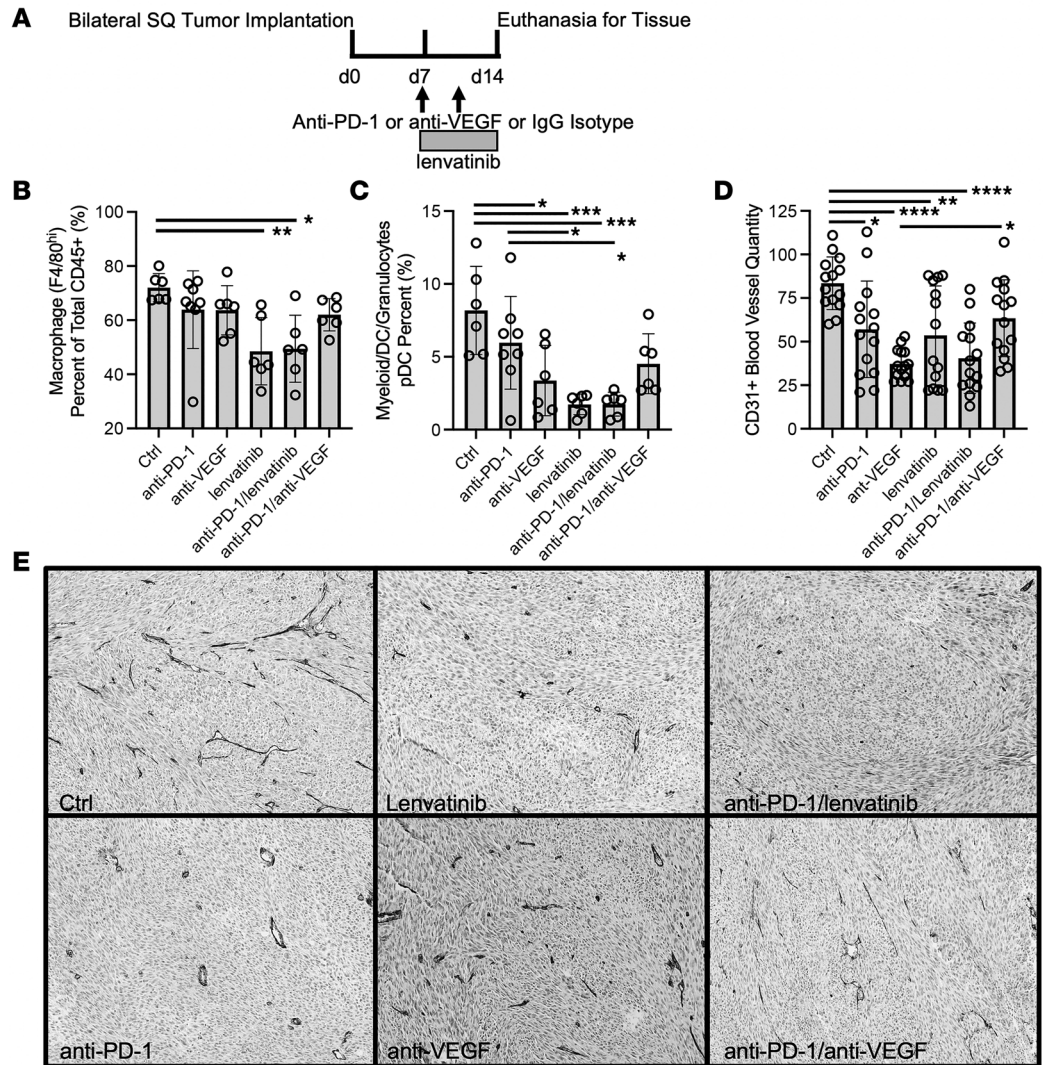 A
Bilateral SQ Tumor Implantation
Euthanasia for Tissue
d0
d7
d14
Anti-PD-1 or anti-VEGF or IgG Isotype
lenvatinib
B
Macrophage (F4/80hi)
Percent of Total CD45+ (%)
100
80
60
40
20
*
**
Ctrl
anti-PD-1
anti-VEGF
lenvatinib
anti-PD-1/lenvatinib
anti-PD-1/anti-VEGF
C
Myeloid/DC/Granulocytes
pDC Percent (%)
15
10
5
0
*
***
***
*
*
Ctrl
anti-PD-1
anti-VEGF
lenvatinib
anti-PD-1/lenvatinib
anti-PD-1/anti-VEGF
D
CD31+ Blood Vessel Quantity
125
100
75
50
25
0
****
**
****
*
*
Ctrl
anti-PD-1
ant-VEGF
lenvatinib
anti-PD-1/Lenvatinib
anti-PD-1/anti-VEGF
E
Ctrl
Lenvatinib
anti-PD-1/lenvatinib
anti-PD-1
anti-VEGF
anti-PD-1/anti-VEGF